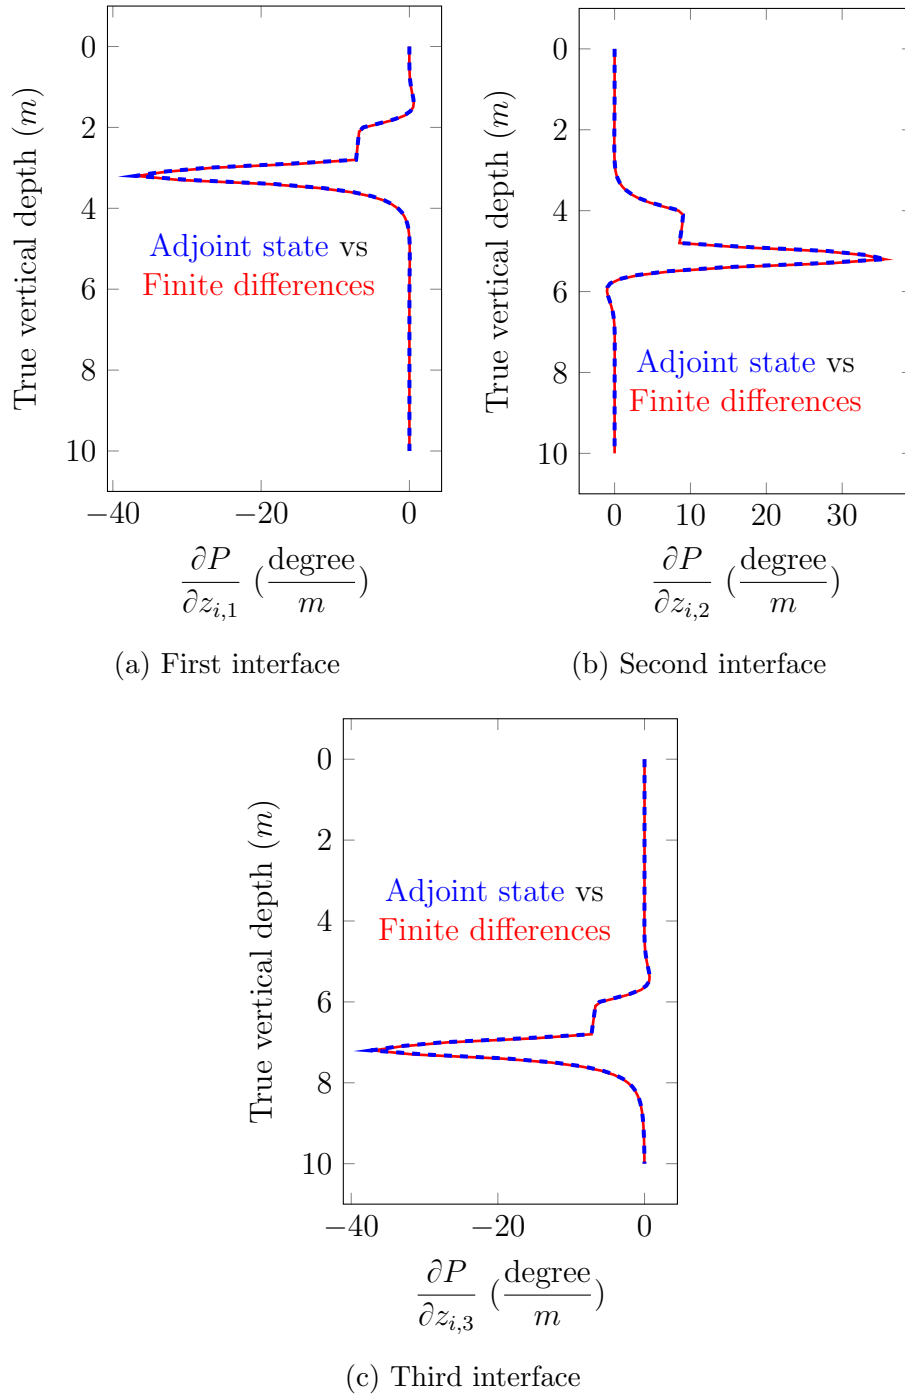 0
2
4
6
8
10
True vertical depth (m)
Adjoint state vs
Finite differences
−40 −20 0
∂P/∂z_{i,1} (degree/m)
(a) First interface
0
2
4
6
8
10
True vertical depth (m)
Adjoint state vs
Finite differences
0 10 20 30
∂P/∂z_{i,2} (degree/m)
(b) Second interface
0
2
4
6
8
10
True vertical depth (m)
Adjoint state vs
Finite differences
−40 −20 0
∂P/∂z_{i,3} (degree/m)
(c) Third interface